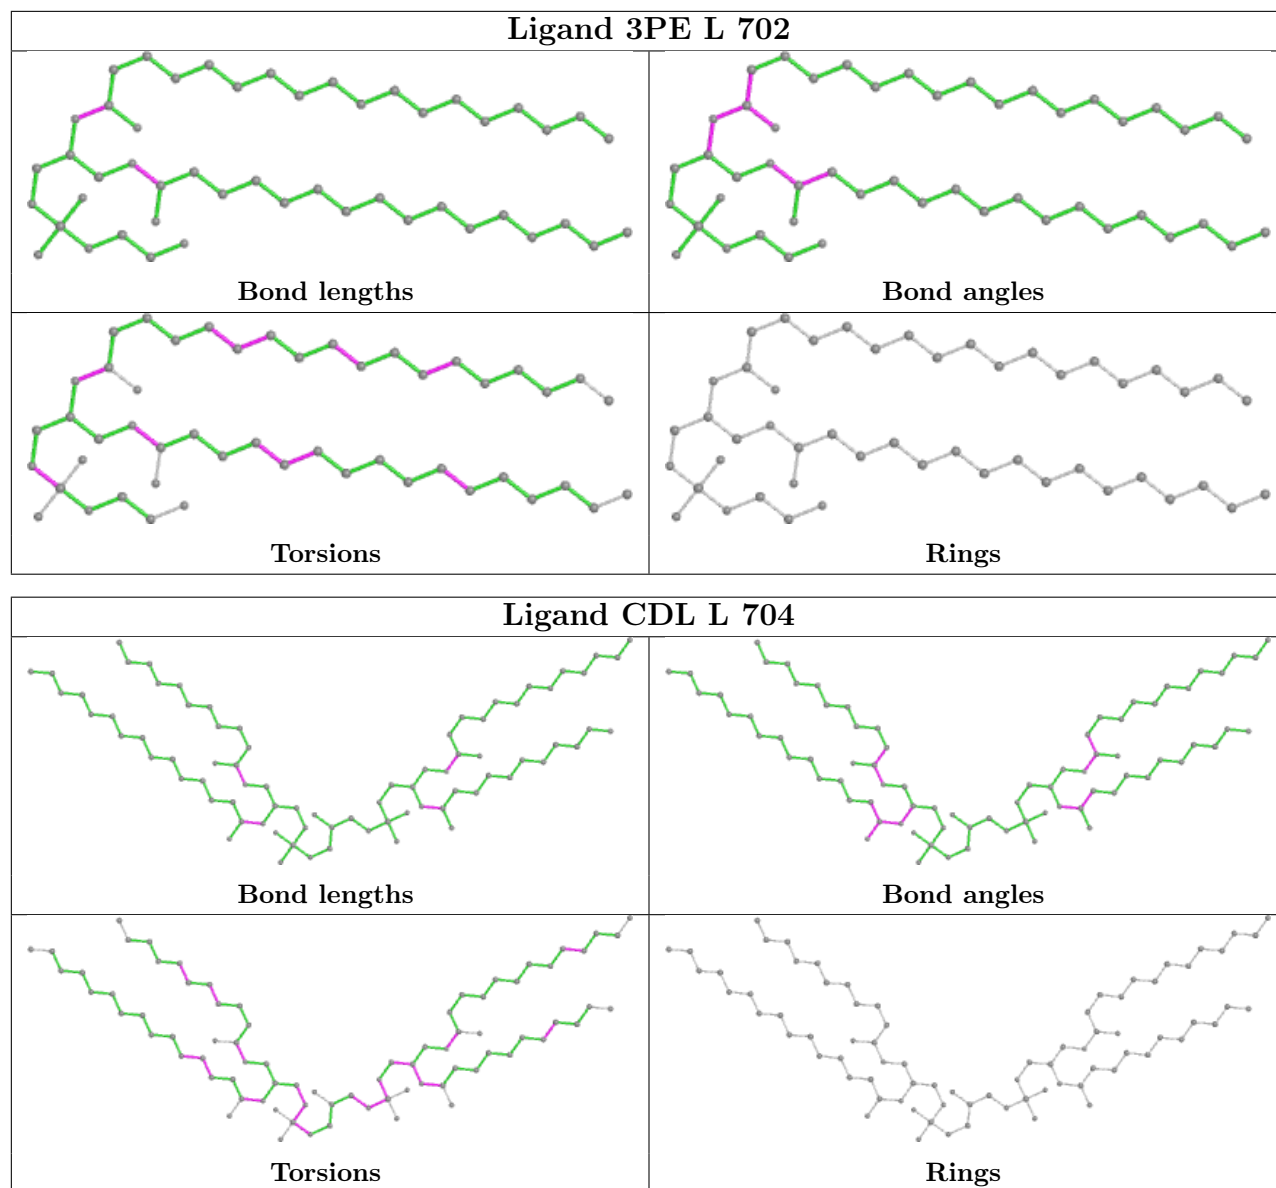 Ligand 3PE L 702
Bond lengths
Bond angles
Torsions
Rings
Ligand CDL L 704
Bond lengths
Bond angles
Torsions
Rings